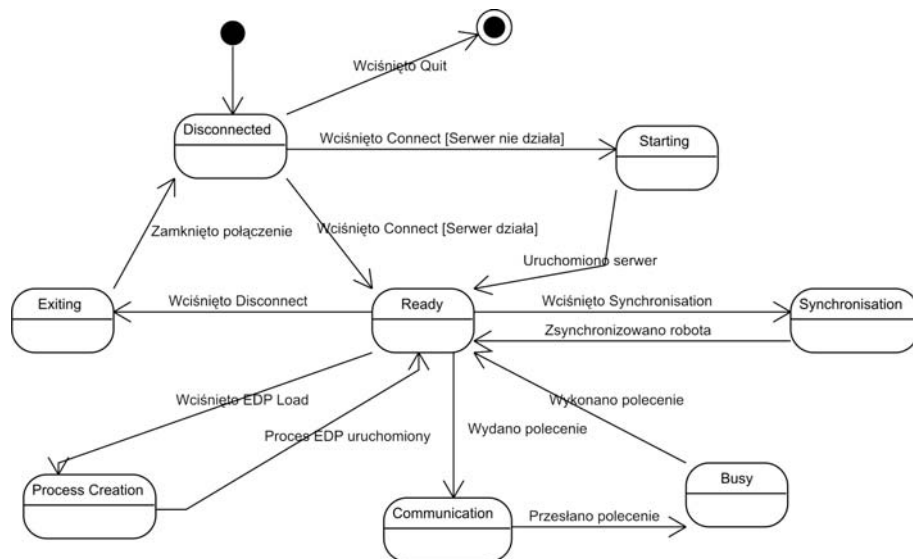 Wciśnięto Quit
Disconnected
Wciśnięto Connect [Serwer nie działa]
Starting
Zamknięto połączenie
Wciśnięto Connect [Serwer działa]
Uruchomiono serwer
Exiting
Wciśnięto Disconnect
Ready
Wciśnięto Synchronisation
Synchronisation
Zsynchronizowano robota
Wciśnięto EDP Load
Wykonano polecenie
Proces EDP uruchomiony
Wydano polecenie
Process Creation
Busy
Communication
Przesłano polecenie